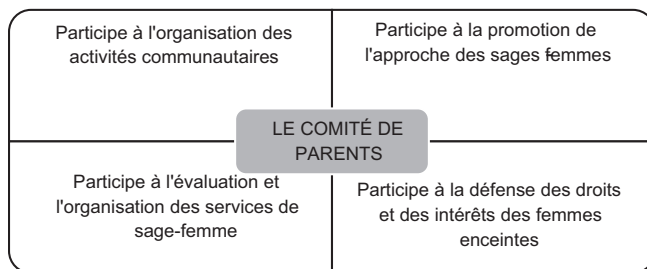 Participe à l'organisation des
activités communautaires
Participe à la promotion de
l'approche des sages femmes
LE COMITÉ DE
PARENTS
Participe à l'évaluation et
l'organisation des services de
sage-femme
Participe à la défense des droits
et des intérêts des femmes
enceintes